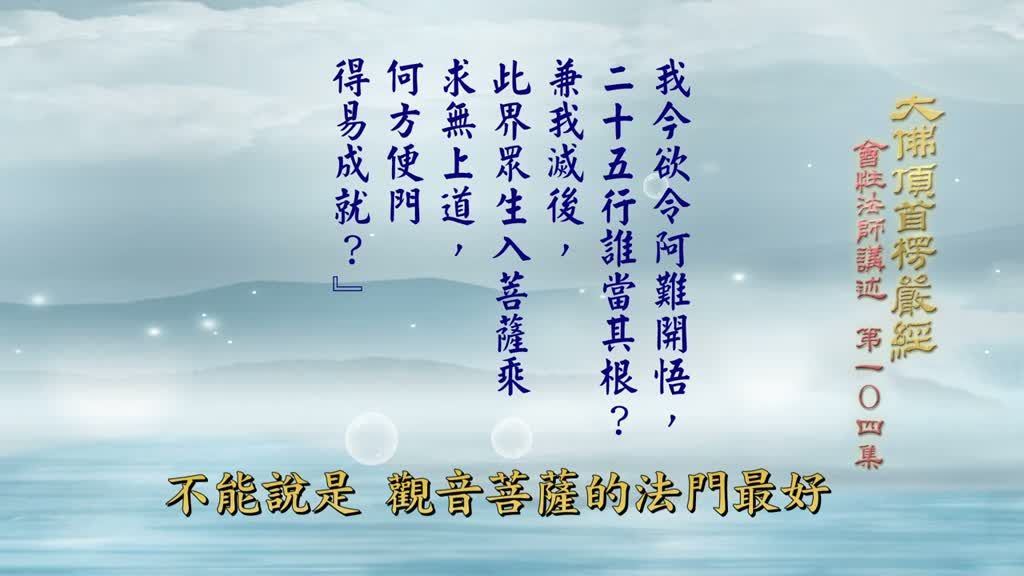 大佛頂首楞嚴經
會性法師講述 第一〇四集
我今欲令阿難開悟，
二十五行誰當其根？
兼我滅後，
此界眾生入菩薩乘
求無上道，
何方便門
得易成就？』
不能說是 觀音菩薩的法門最好